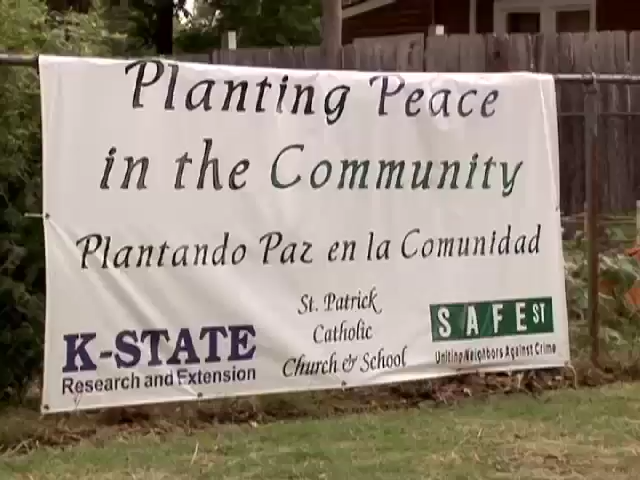 Planting Peace
in the Community
Plantando Paz en la Comunidad
St. Patrick
Catholic
Church & School
K-STATE
Research and Extension
SAFE ST
Uniting Neighbors Against Crime